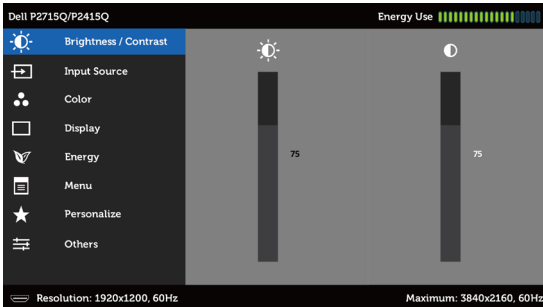 Dell P2715Q/P2415Q Energy Use
Brightness / Contrast
Input Source
Color
Display
Energy
Menu
Personalize
Others
75 75
Resolution: 1920x1200, 60Hz Maximum: 3840x2160, 60Hz